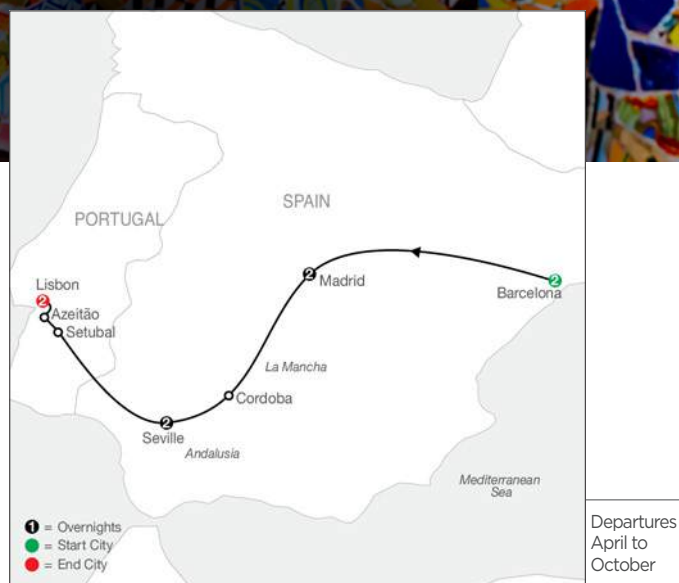 SPAIN
PORTUGAL
Lisbon
2
Azeitão
Setubal
2
Madrid
2
Barcelona
La Mancha
Cordoba
2
Seville
Andalusia
Mediterranean
Sea
1 = Overnights
= Start City
= End City
Departures
April to
October